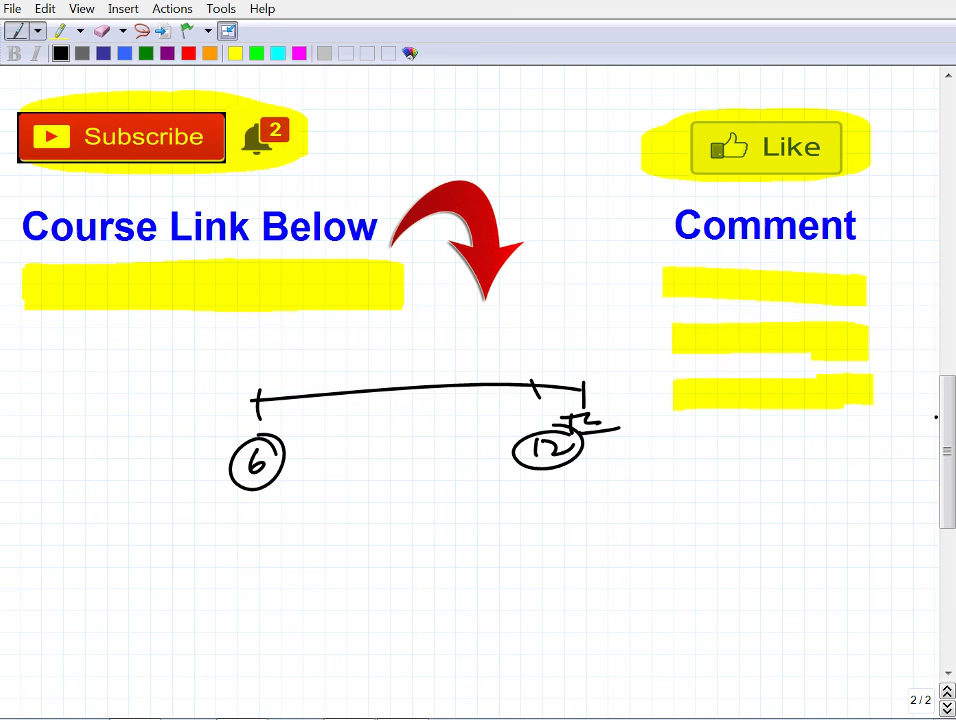 File Edit View Insert Actions Tools Help
B I
Subscribe 2
Like
Course Link Below
Comment
6
12
2 / 2